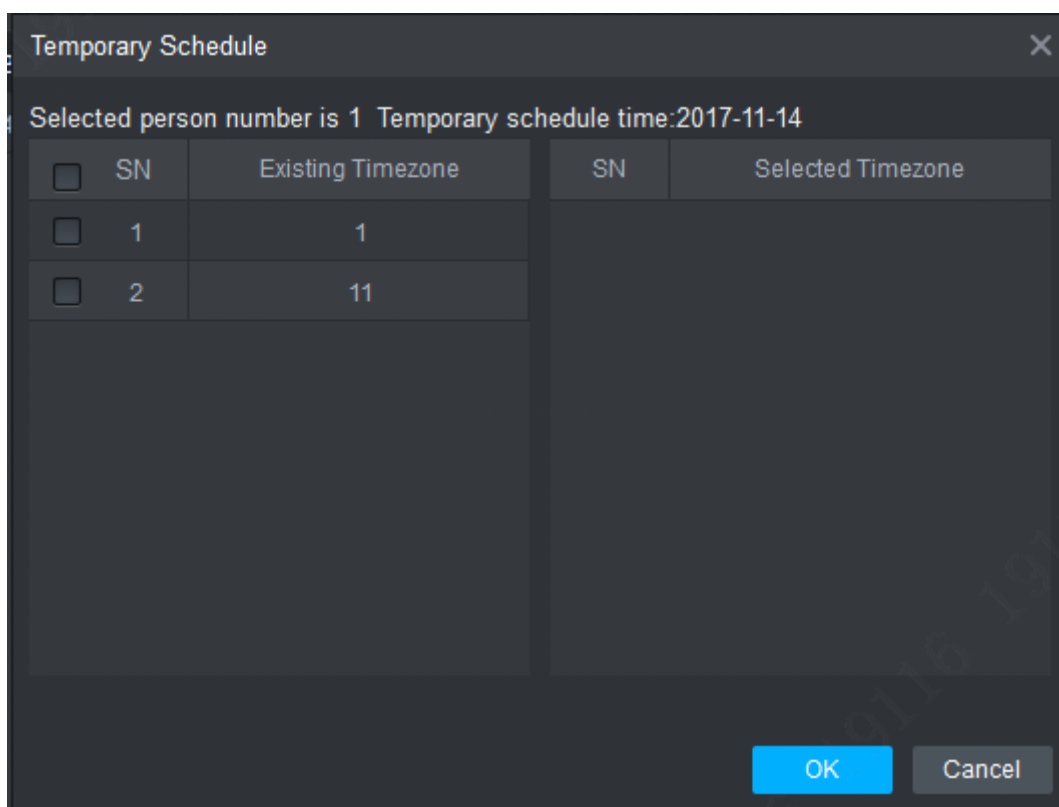 Temporary Schedule
Selected person number is 1 Temporary schedule time:2017-11-14
SN Existing Timezone SN Selected Timezone
1 1
2 11
OK Cancel